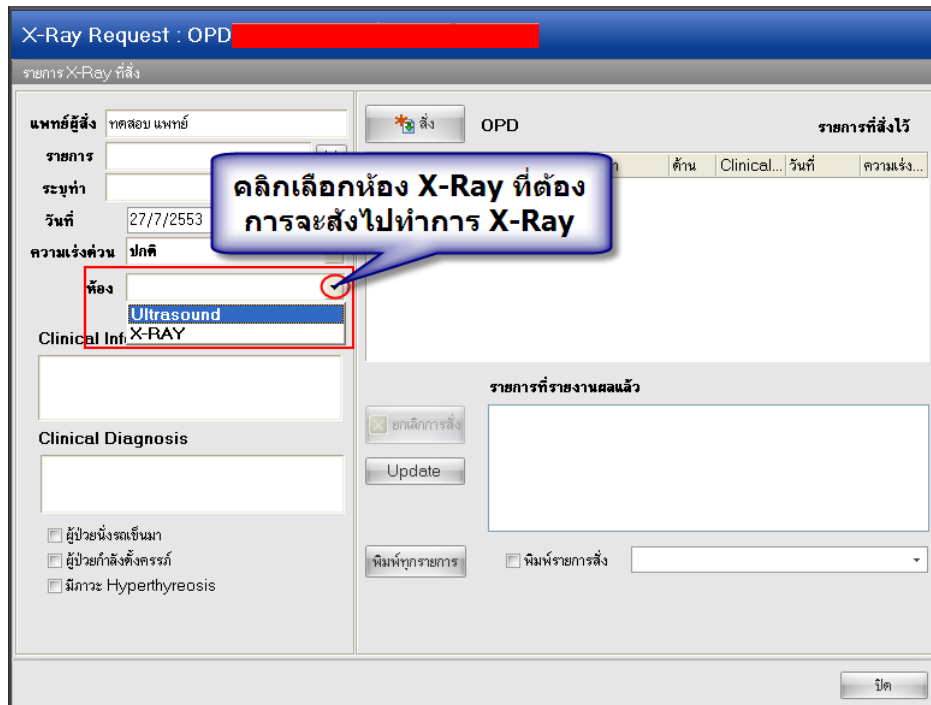 X-Ray Request : OPD
รายการ X-Ray ที่สั่ง
แพทย์ผู้สั่ง ทดสอบ แพทย์
สั่ง OPD รายการที่สั่งไว้
รายการ
ด้าน Clinical... วันที่ ความเร่ง...
ระบุท่า
คลิกเลือกห้อง X-Ray ที่ต้อง
การจะส่งไปทำการ X-Ray
วันที่ 27/7/2553
ความเร่งด่วน ปกติ
ห้อง
Ultrasound
X-RAY
Clinical Inf
รายการที่รายงานผลแล้ว
ยกเลิกการสั่ง
Clinical Diagnosis
Update
ผู้ป่วยนั่งรถเข็นมา
ผู้ป่วยกำลังตั้งครรภ์
พิมพ์ทุกรายการ พิมพ์รายการสั่ง
มีภาวะ Hyperthyreosis
ปิด